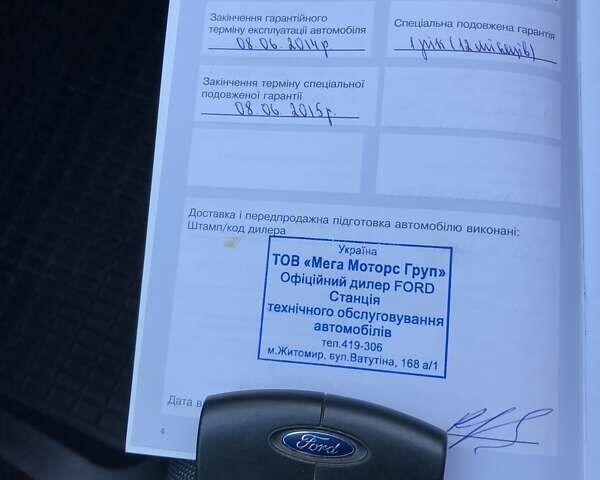 Закінчення гарантійного
терміну експлуатації автомобіля
08.06.2014р
Спеціальна подовжена гарантія
1 рік (12 місяців)
Закінчення терміну спеціальної
подовженої гарантії
08.06.2015р.
Доставка і передпродажна підготовка автомобілю виконані:
Штамп/код дилера
Україна
ТОВ «Мега Моторс Груп»
Офіційний дилер FORD
Станція
технічного обслуговування
автомобілів
тел.419-306
м.Житомир, вул.Ватутіна, 168 а/1
Дата в
4
Ford